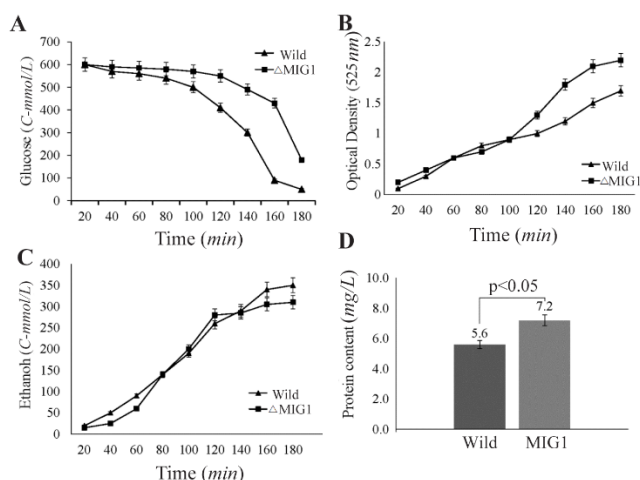 A
Wild
△MIG1
700
600
500
400
300
200
100
0
Glucose (C-mmol/L)
20 40 60 80 100 120 140 160 180
Time (min)
B
Wild
△MIG1
2.5
2
1.5
1
0.5
0
Optical Density (525nm)
20 40 60 80 100 120 140 160 180
Time (min)
C
Wild
△MIG1
400
350
300
250
200
150
100
50
0
Ethanoh (C-mmol/L)
20 40 60 80 100 120 140 160 180
Time (min)
D
p<0.05
5.6
7.2
10.0
8.0
6.0
4.0
2.0
0.0
Protein content (mg/L)
Wild MIG1